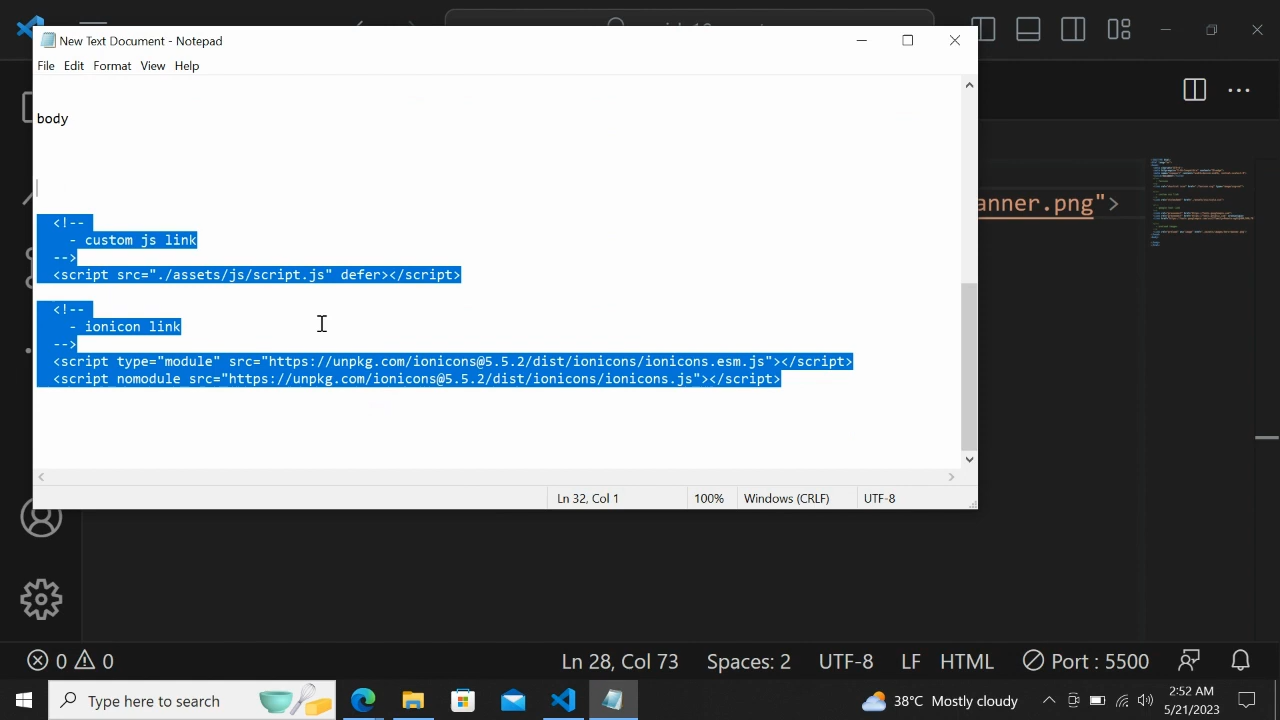 New Text Document - Notepad
File Edit Format View Help
body
<!--
- custom js link
-->
<script src="./assets/js/script.js" defer></script>
<!--
- ionicon link
-->
<script type="module" src="https://unpkg.com/ionicons@5.5.2/dist/ionicons/ionicons.esm.js"></script>
<script nomodule src="https://unpkg.com/ionicons@5.5.2/dist/ionicons/ionicons.js"></script>
anner.png">
Ln 32, Col 1 100% Windows (CRLF) UTF-8
0 0 Ln 28, Col 73 Spaces: 2 UTF-8 LF HTML Port : 5500
Type here to search 38°C Mostly cloudy 2:52 AM
5/21/2023